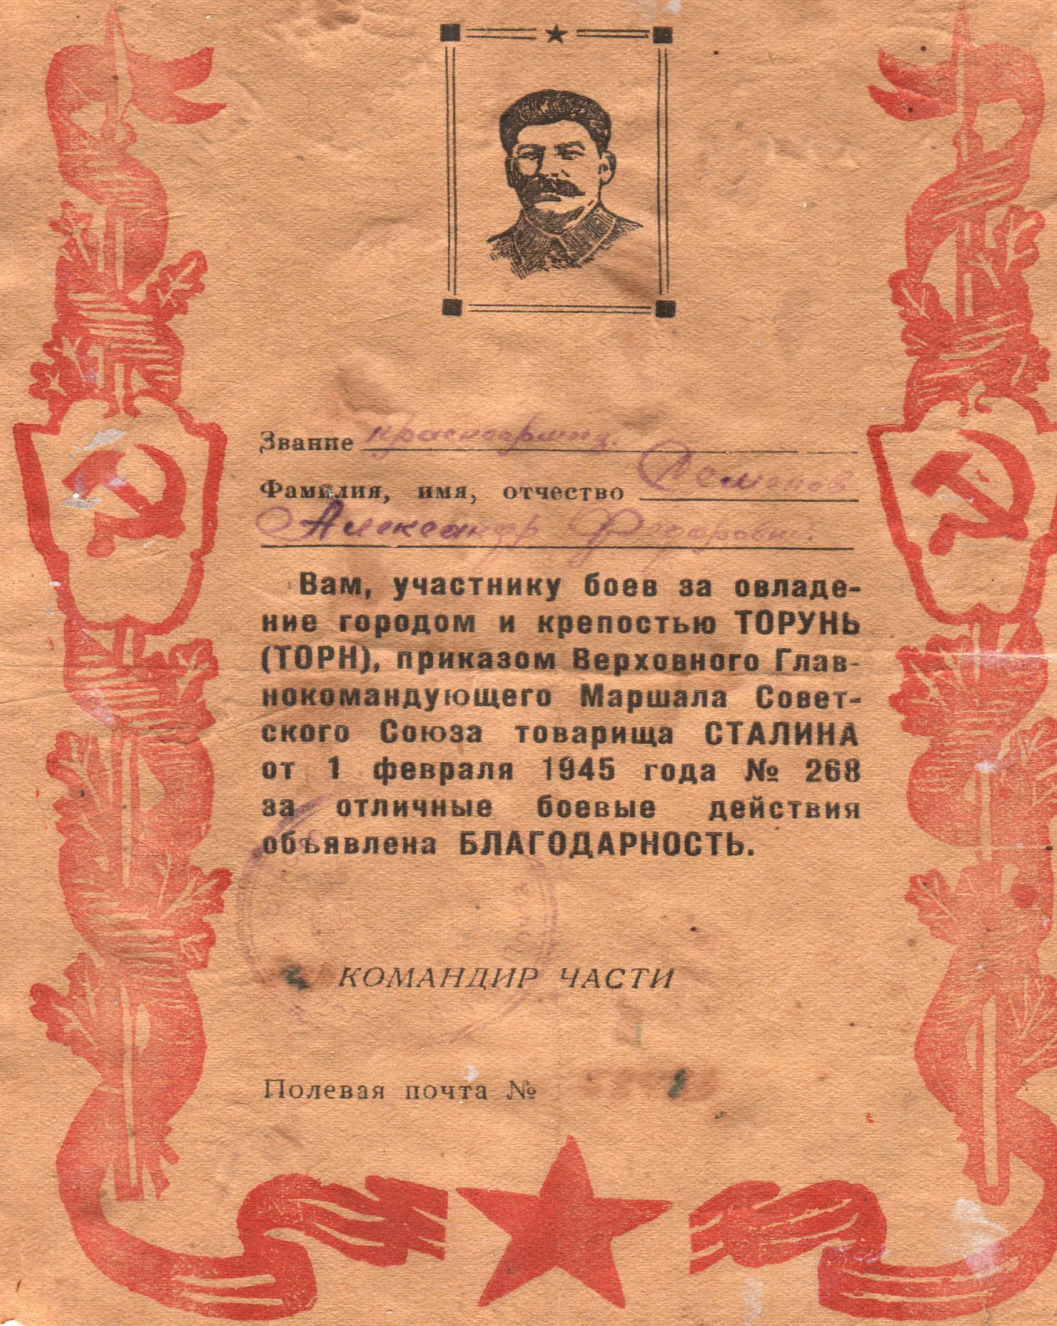 Звание красноармеец.
Фамилия, имя, отчество
Александр Федорович.
Вам, участнику боев за овладе-
ние городом и крепостью ТОРУНЬ
(ТОРН), приказом Верховного Глав-
нокомандующего Маршала Совет-
ского Союза товарища СТАЛИНА
от 1 февраля 1945 года № 268
за отличные боевые действия
объявлена БЛАГОДАРНОСТЬ.
КОМАНДИР ЧАСТИ
Полевая почта №